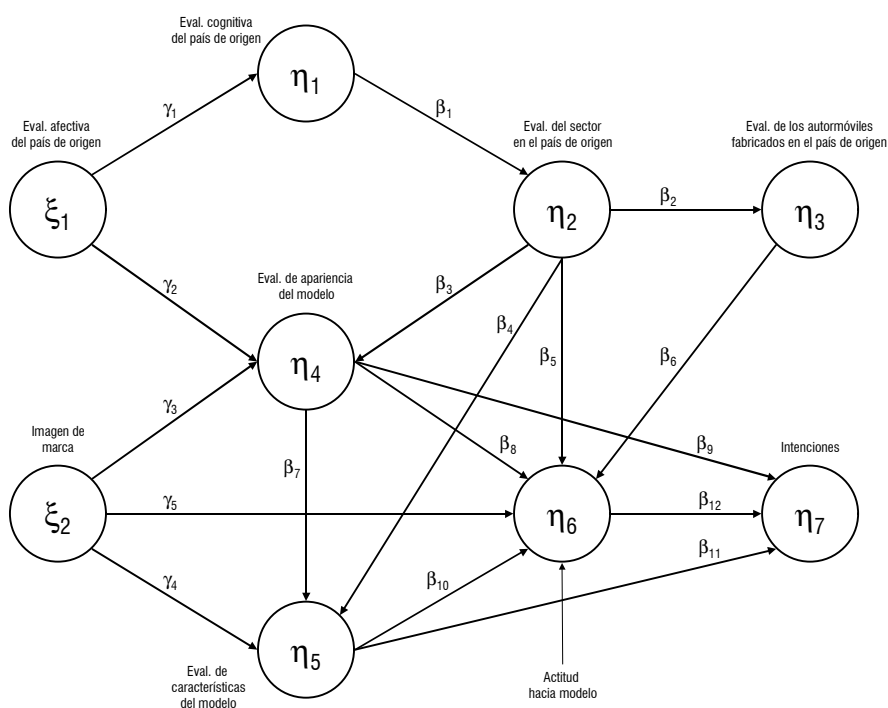 Eval. cognitiva
del país de origen
η1
γ1
β1
Eval. afectiva
del país de origen
Eval. del sector
en el país de origen
Eval. de los autormóviles
fabricados en el país de origen
ξ1
η2
β2
η3
γ2
Eval. de apariencia
del modelo
β3
β4
η4
β5
β6
γ3
Imagen de
marca
β7
β8
β9
Intenciones
γ5
ξ2
η6
β12
η7
γ4
β10
β11
η5
Eval. de
características
del modelo
Actitud
hacia modelo